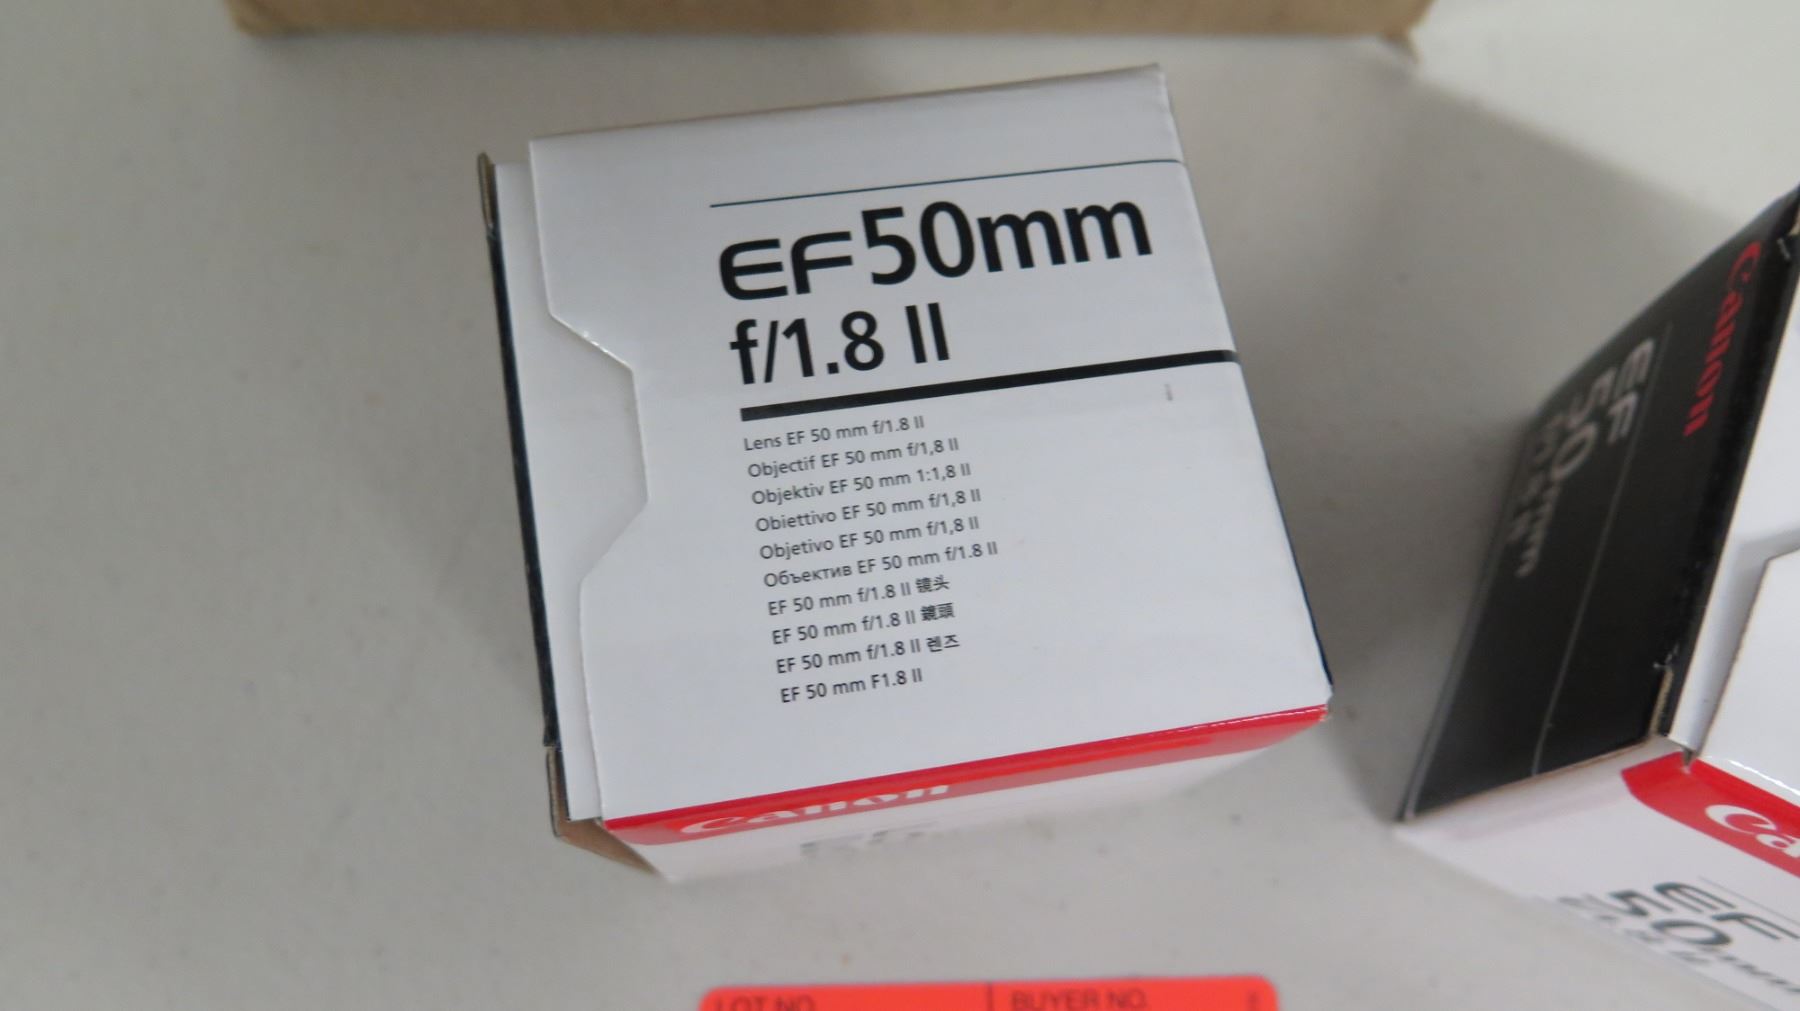 EF50mm
f/1.8 II
Lens EF 50 mm f/1.8 II
Objectif EF 50 mm f/1,8 II
Objektiv EF 50 mm 1:1,8 II
Obiettivo EF 50 mm f/1,8 II
Objetivo EF 50 mm f/1,8 II
Объектив EF 50 mm f/1.8 II
EF 50 mm f/1.8 II 镜头
EF 50 mm f/1.8 II 鏡頭
EF 50 mm f/1.8 II 렌즈
EF 50 mm F1.8 II
Canon
Canon
EF
50mm
EF
50mm
LOT NO.
BUYER NO.